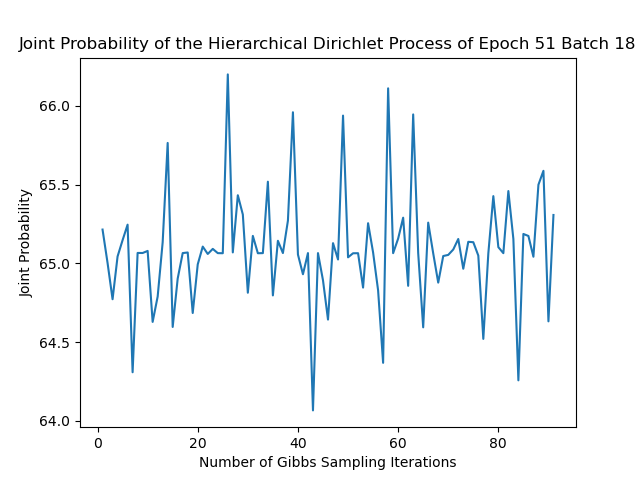 Joint Probability of the Hierarchical Dirichlet Process of Epoch 51 Batch 18
66.0
65.5
65.0
64.5
64.0
Joint Probability
0 20 40 60 80
Number of Gibbs Sampling Iterations